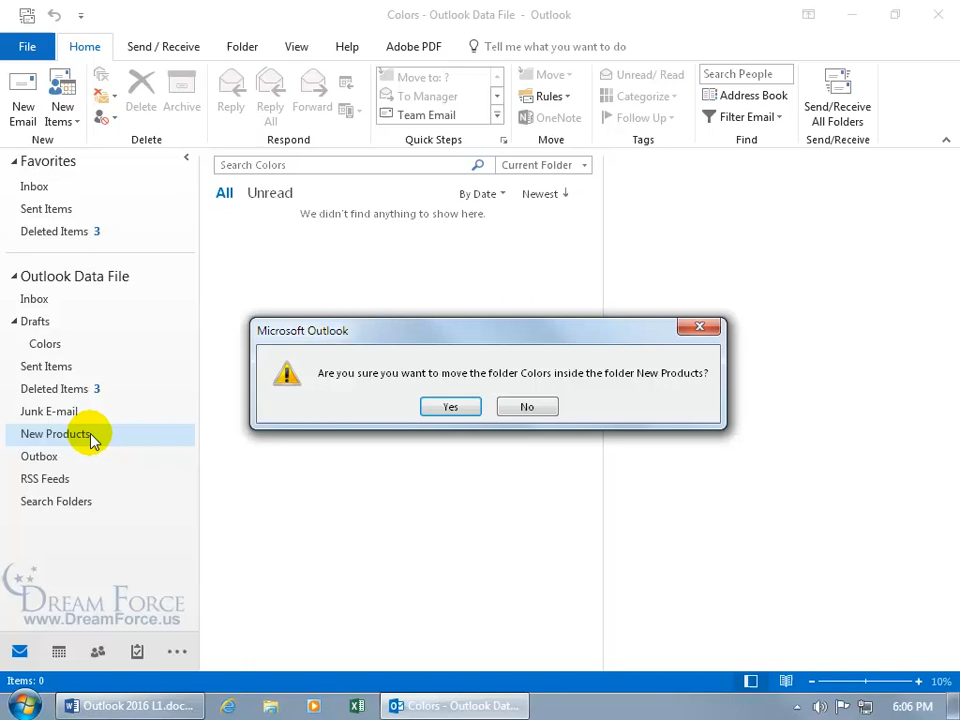 Colors - Outlook Data File - Outlook
File Home Send / Receive Folder View Help Adobe PDF Tell me what you want to do
New Email
New Items
Delete
Archive
Reply
Reply All
Forward
Move to: ?
To Manager
Team Email
Move
Rules
OneNote
Unread/ Read
Categorize
Follow Up
Search People
Address Book
Filter Email
Send/Receive All Folders
New Delete Respond Quick Steps Move Tags Find Send/Receive
Favorites
Inbox
Sent Items
Deleted Items 3
Outlook Data File
Inbox
Drafts
Colors
Sent Items
Deleted Items 3
Junk E-mail
New Products
Outbox
RSS Feeds
Search Folders
Search Colors Current Folder
All Unread By Date Newest
We didn't find anything to show here.
Microsoft Outlook
Are you sure you want to move the folder Colors inside the folder New Products?
Yes No
DREAM FORCE
www.DreamForce.us
Items: 0 10%
Outlook 2016 L1.doc... Colors - Outlook Dat... 6:06 PM